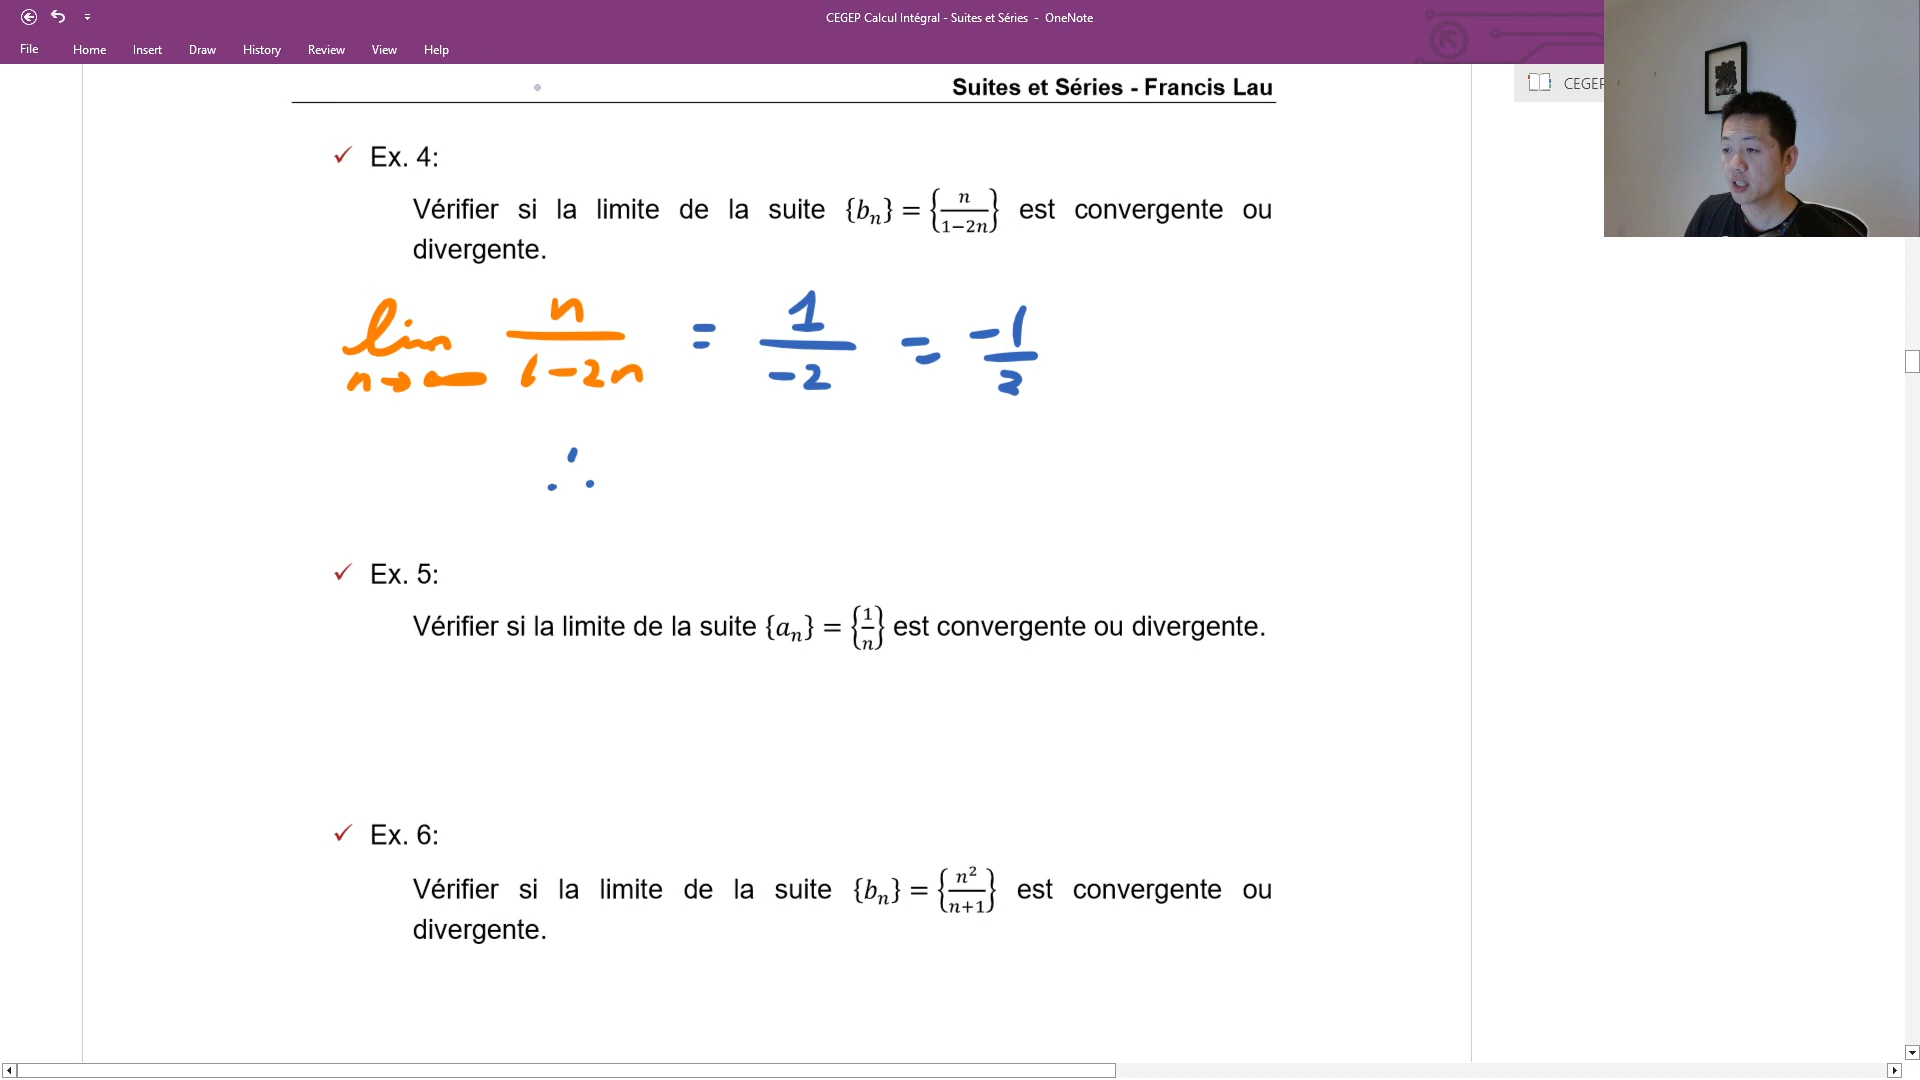 CEGEP Calcul Intégral - Suites et Séries - OneNote
File Home Insert Draw History Review View Help
CEGEP
Suites et Séries - Francis Lau
✓ Ex. 4:
Vérifier si la limite de la suite {bₙ} = {n/(1−2n)} est convergente ou
divergente.
lim n→∞ n/(1−2n) = 1/−2 = −1/2
∴
✓ Ex. 5:
Vérifier si la limite de la suite {aₙ} = {1/n} est convergente ou divergente.
✓ Ex. 6:
Vérifier si la limite de la suite {bₙ} = {n²/(n+1)} est convergente ou
divergente.